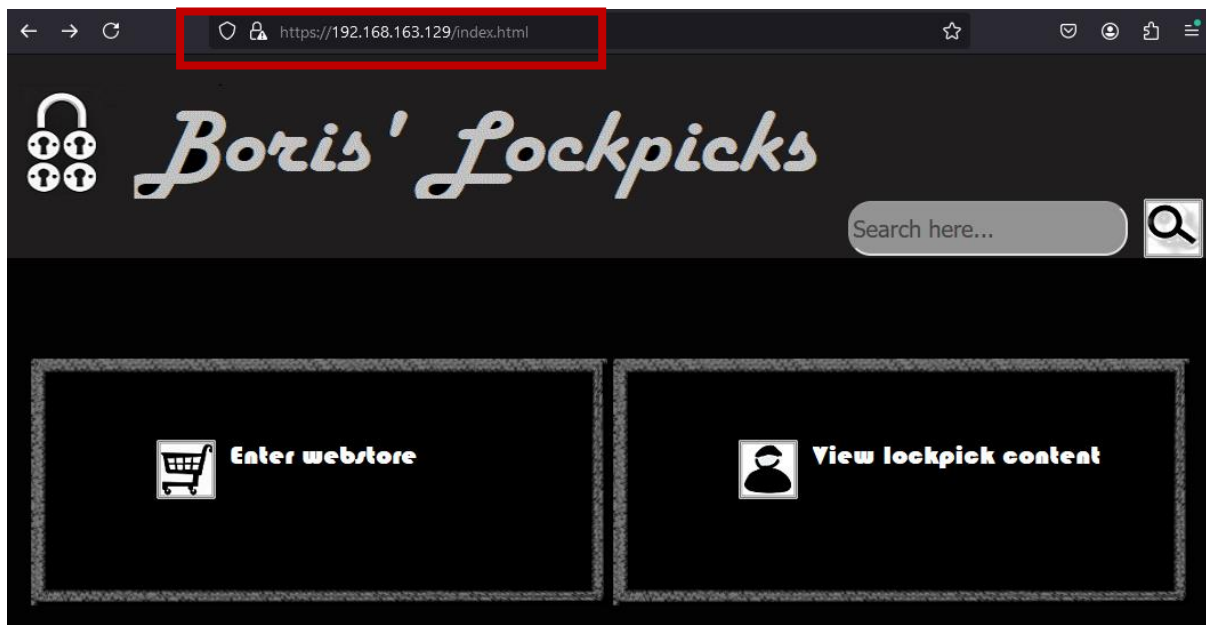 https://192.168.163.129/index.html
Boris' Lockpicks
Search here...
Enter webstore
View lockpick content